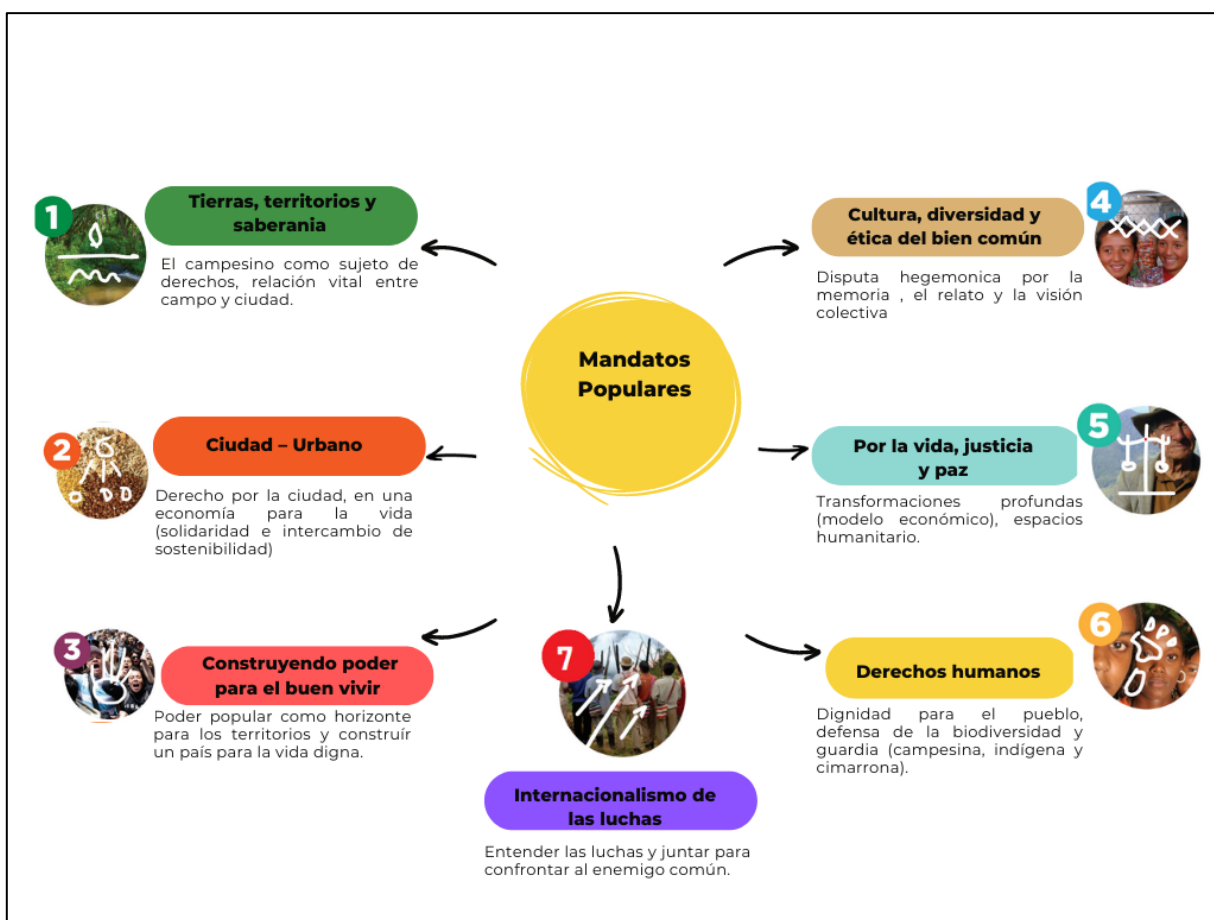 Mandatos
Populares
1
Tierras, territorios y
saberania
El campesino como sujeto de
derechos, relación vital entre
campo y ciudad.
2
Ciudad – Urbano
Derecho por la ciudad, en una
economía para la vida
(solidaridad e intercambio de
sostenibilidad)
3
Construyendo poder
para el buen vivir
Poder popular como horizonte
para los territorios y construír
un país para la vida digna.
4
Cultura, diversidad y
ética del bien común
Disputa hegemonica por la
memoria , el relato y la visión
colectiva
5
Por la vida, justicia
y paz
Transformaciones profundas
(modelo económico), espacios
humanitario.
6
Derechos humanos
Dignidad para el pueblo,
defensa de la biodiversidad y
guardia (campesina, indígena y
cimarrona).
7
Internacionalismo de
las luchas
Entender las luchas y juntar para
confrontar al enemigo común.